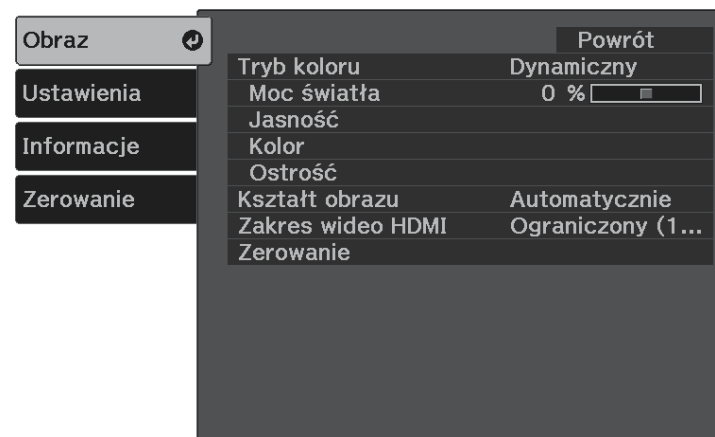 Obraz
Ustawienia
Informacje
Zerowanie
Powrót
Tryb koloru Dynamiczny
Moc światła 0 %
Jasność
Kolor
Ostrość
Kształt obrazu Automatycznie
Zakres wideo HDMI Ograniczony (1...
Zerowanie